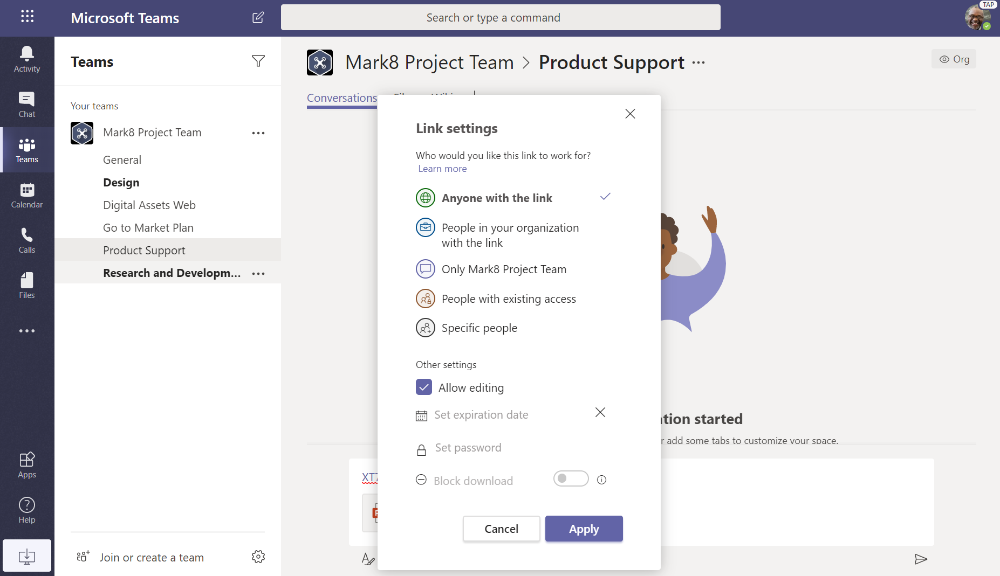 Microsoft Teams
Search or type a command
TAP
Activity
Chat
Teams
Calendar
Calls
Files
Apps
Help
Teams
Your teams
Mark8 Project Team
General
Design
Digital Assets Web
Go to Market Plan
Product Support
Research and Developm...
Join or create a team
Mark8 Project Team > Product Support ...
Org
Conversations
Link settings
Who would you like this link to work for?
Learn more
Anyone with the link
People in your organization
with the link
Only Mark8 Project Team
People with existing access
Specific people
Other settings
Allow editing
Set expiration date
Set password
Block download
Cancel
Apply
ation started
r add some tabs to customize your space.
XT7